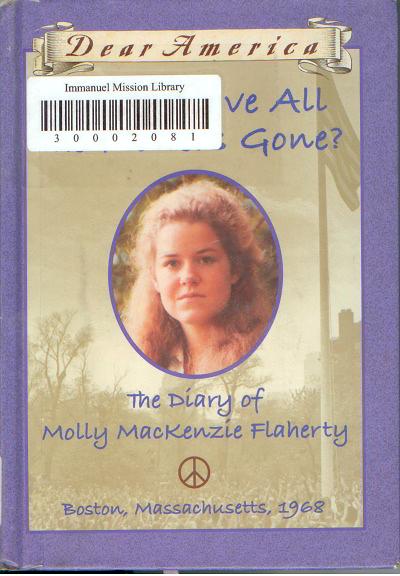 Dear America
Immanuel Mission Library
30002081
ve All
s Gone?
The Diary of
Molly MacKenzie Flaherty
Boston, Massachusetts, 1968